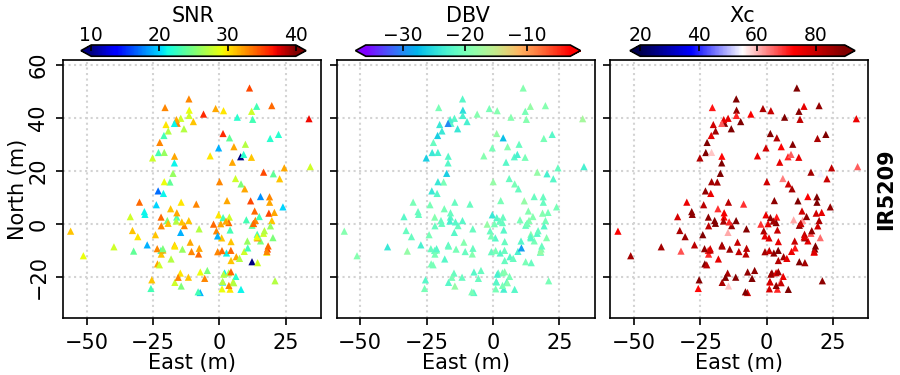 SNR DBV Xc
10 20 30 40 −30 −20 −10 20 40 60 80
60
40
20
0
−20
North (m)
IR5209
−50 −25 0 25 −50 −25 0 25 −50 −25 0 25
East (m) East (m) East (m)